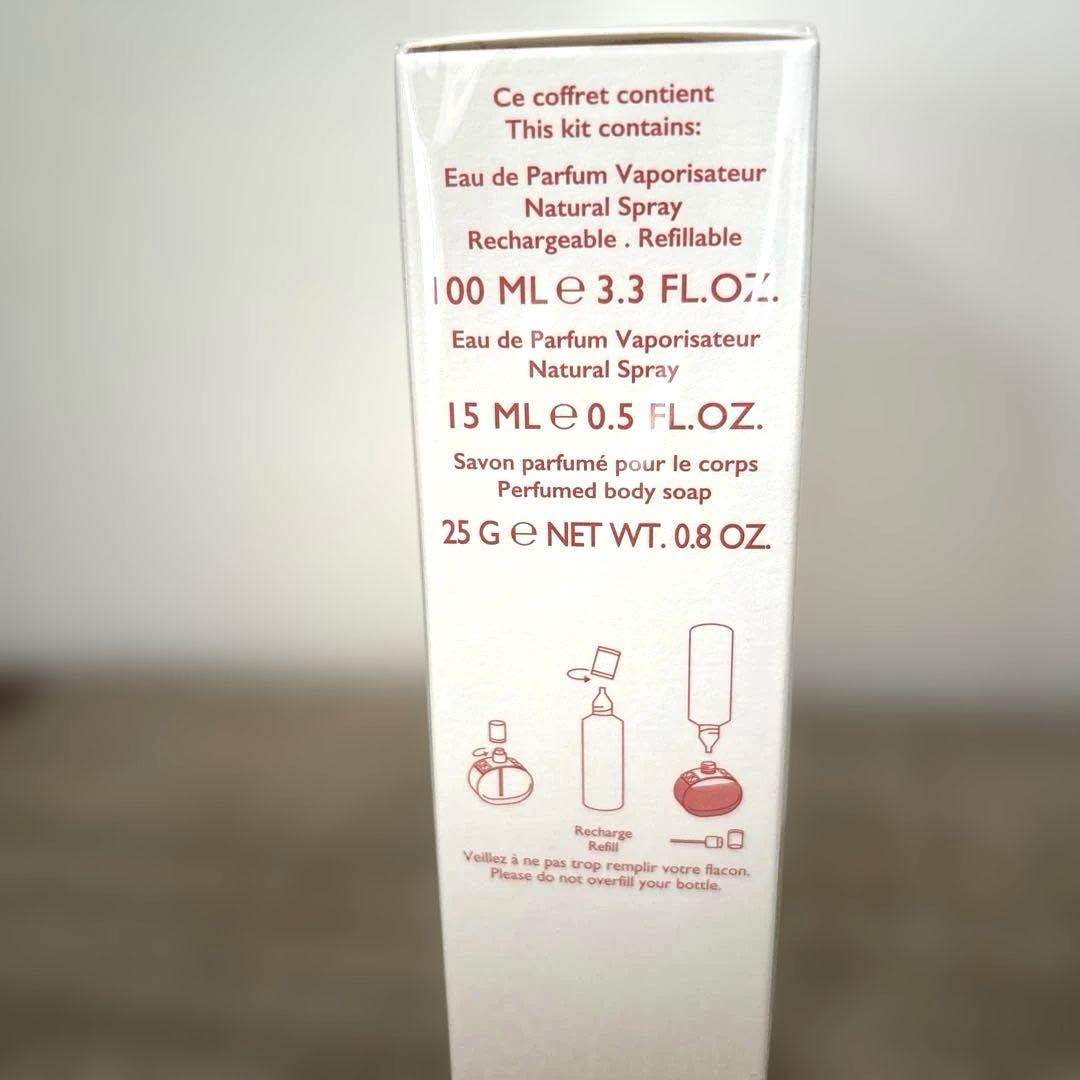 Ce coffret contient
This kit contains:
Eau de Parfum Vaporisateur
Natural Spray
Rechargeable . Refillable
100 ML ℮ 3.3 FL.OZ.
Eau de Parfum Vaporisateur
Natural Spray
15 ML ℮ 0.5 FL.OZ.
Savon parfumé pour le corps
Perfumed body soap
25 G ℮ NET WT. 0.8 OZ.
Recharge
Refill
Veillez à ne pas trop remplir votre flacon.
Please do not overfill your bottle.